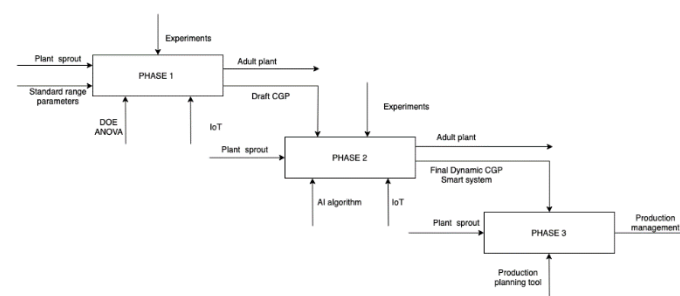 Experiments
Plant sprout
PHASE 1
Adult plant
Standard range
parameters
Draft CGP
DOE
ANOVA
IoT
Experiments
Plant sprout
PHASE 2
Adult plant
Final Dynamic CGP
Smart system
AI algorithm
IoT
Plant sprout
PHASE 3
Production
management
Production
planning tool